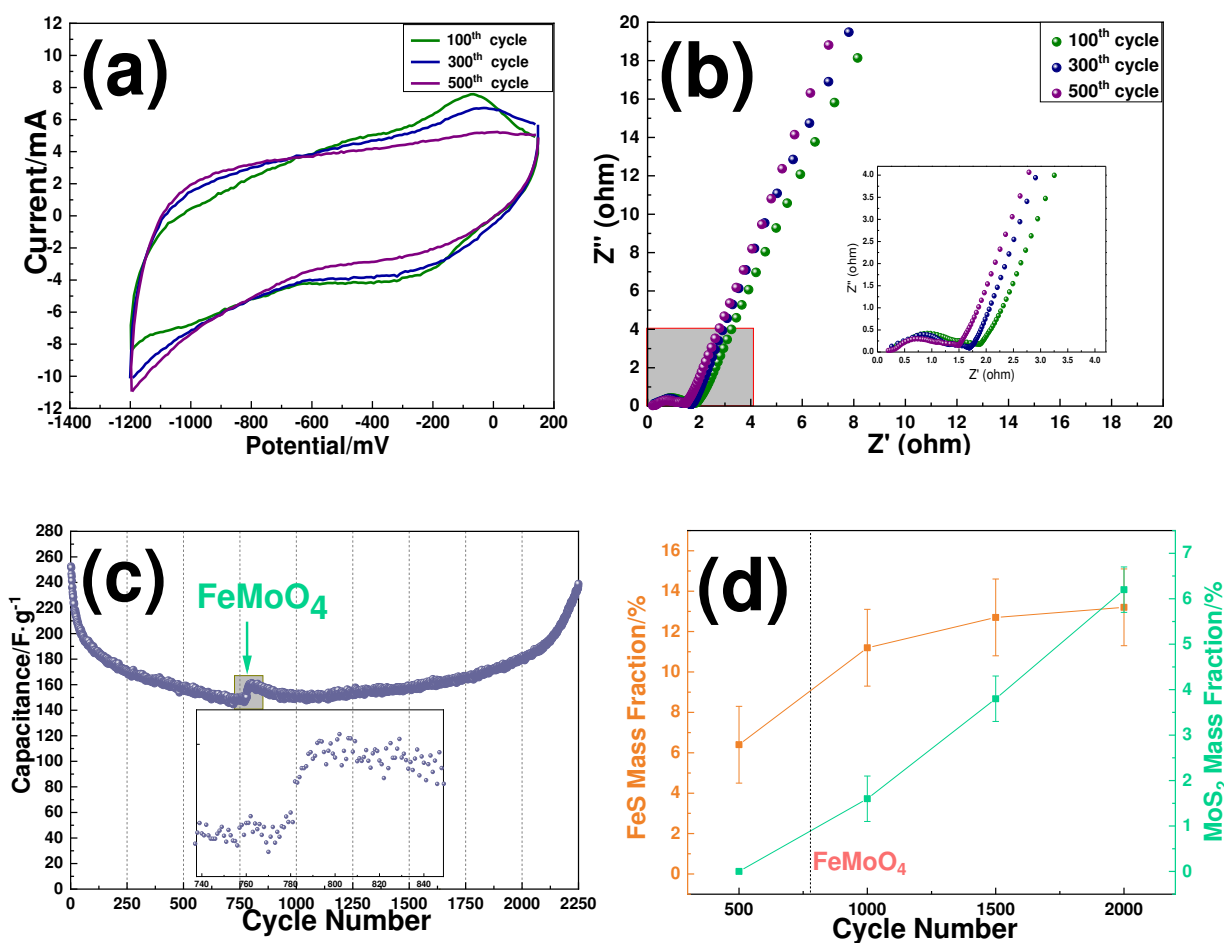 (a)
100th cycle
300th cycle
500th cycle
Current/mA
12
10
8
6
4
2
0
-2
-4
-6
-8
-10
-12
-1400 -1200 -1000 -800 -600 -400 -200 0 200
Potential/mV
(b)
100th cycle
300th cycle
500th cycle
Z'' (ohm)
20
18
16
14
12
10
8
6
4
2
0
0 2 4 6 8 10 12 14 16 18 20
Z' (ohm)
Z'' (ohm)
4.0
3.5
3.0
2.5
2.0
1.5
1.0
0.5
0.0
0.0 0.5 1.0 1.5 2.0 2.5 3.0 3.5 4.0
Z' (ohm)
(c)
FeMoO4
Capacitance/F·g-1
280
260
240
220
200
180
160
140
120
100
80
60
40
20
0
740 760 780 800 820 840
0 250 500 750 1000 1250 1500 1750 2000 2250
Cycle Number
(d)
FeS Mass Fraction/%
16
14
12
10
8
6
4
2
0
FeMoO4
7
6
5
4
3
2
1
0
MoS2 Mass Fraction/%
500 1000 1500 2000
Cycle Number